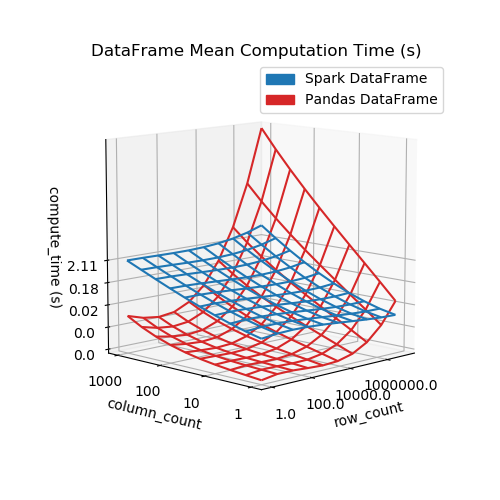 DataFrame Mean Computation Time (s)
Spark DataFrame
Pandas DataFrame
compute_time (s)
2.11
0.18
0.02
0.0
0.0
1000
100
10
1
column_count
1.0
100.0
10000.0
1000000.0
row_count